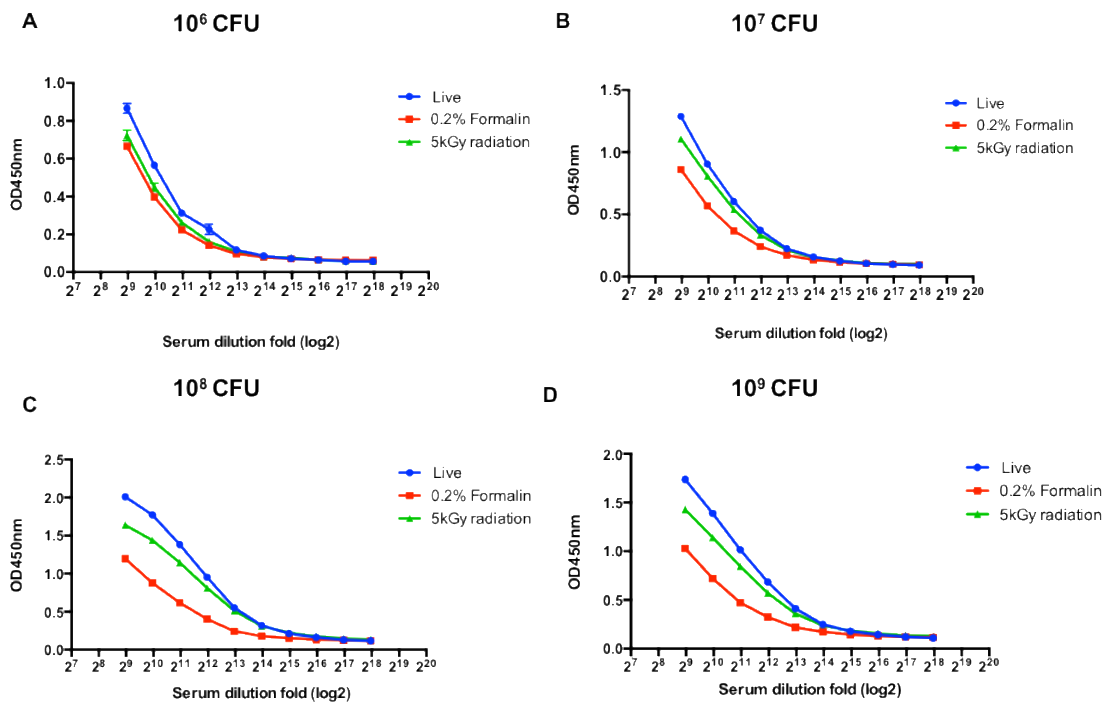 A
10⁶ CFU
1.0
0.8
0.6
0.4
0.2
0.0
OD450nm
Live
0.2% Formalin
5kGy radiation
2⁷ 2⁸ 2⁹ 2¹⁰ 2¹¹ 2¹² 2¹³ 2¹⁴ 2¹⁵ 2¹⁶ 2¹⁷ 2¹⁸ 2¹⁹ 2²⁰
Serum dilution fold (log2)
B
10⁷ CFU
1.5
1.0
0.5
0.0
OD450nm
Live
0.2% Formalin
5kGy radiation
2⁷ 2⁸ 2⁹ 2¹⁰ 2¹¹ 2¹² 2¹³ 2¹⁴ 2¹⁵ 2¹⁶ 2¹⁷ 2¹⁸ 2¹⁹ 2²⁰
Serum dilution fold (log2)
C
10⁸ CFU
2.5
2.0
1.5
1.0
0.5
0.0
OD450nm
Live
0.2% Formalin
5kGy radiation
2⁷ 2⁸ 2⁹ 2¹⁰ 2¹¹ 2¹² 2¹³ 2¹⁴ 2¹⁵ 2¹⁶ 2¹⁷ 2¹⁸ 2¹⁹ 2²⁰
Serum dilution fold (log2)
D
10⁹ CFU
2.0
1.5
1.0
0.5
0.0
OD450nm
Live
0.2% Formalin
5kGy radiation
2⁷ 2⁸ 2⁹ 2¹⁰ 2¹¹ 2¹² 2¹³ 2¹⁴ 2¹⁵ 2¹⁶ 2¹⁷ 2¹⁸ 2¹⁹ 2²⁰
Serum dilution fold (log2)